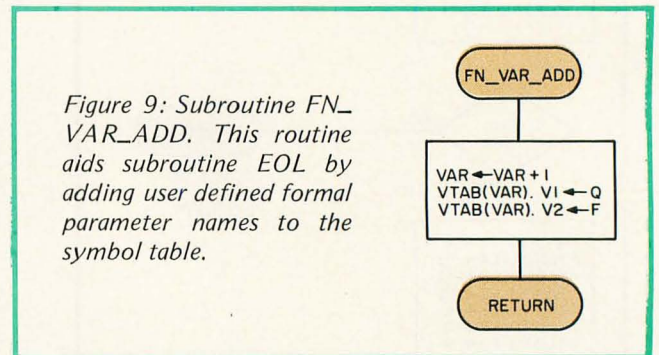 Figure 9: Subroutine FN_
VAR_ADD. This routine
aids subroutine EOL by
adding user defined formal
parameter names to the
symbol table.
FN_VAR_ADD
VAR←VAR+1
VTAB(VAR). V1←Q
VTAB(VAR). V2←F
RETURN